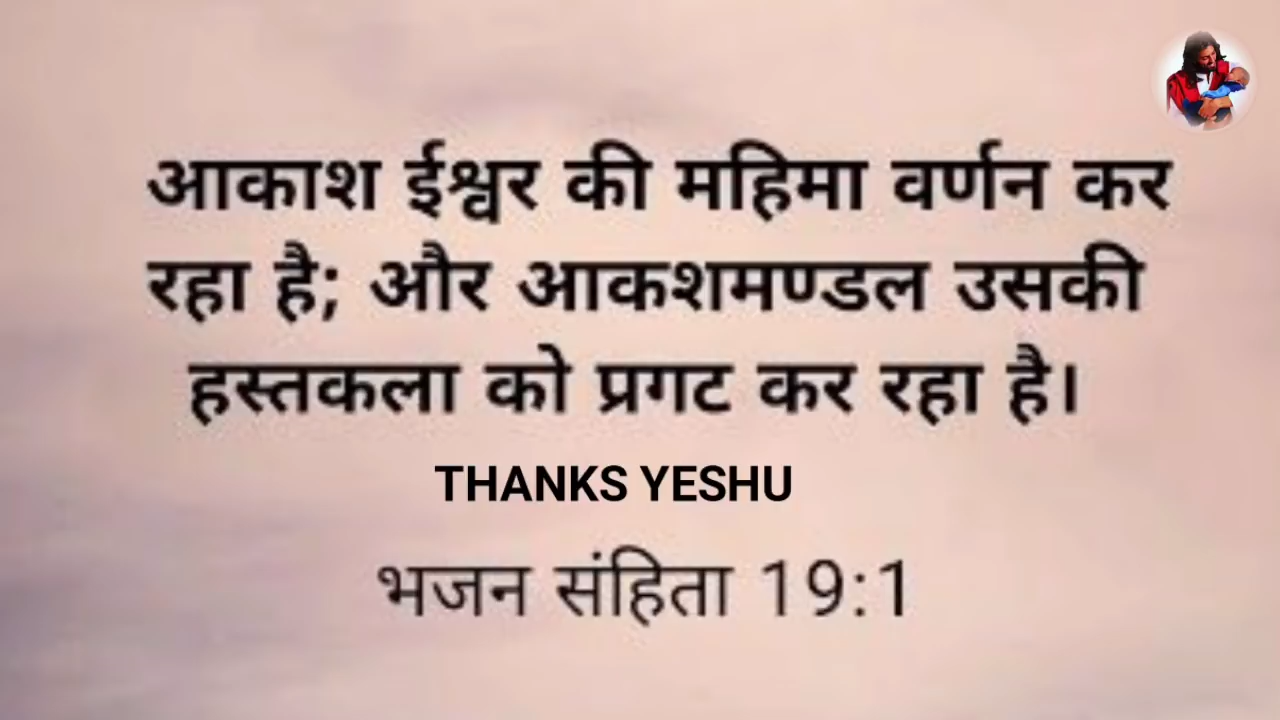 आकाश ईश्वर की महिमा वर्णन कर
रहा है; और आकशमण्डल उसकी
हस्तकला को प्रगट कर रहा है।
THANKS YESHU
भजन संहिता 19:1